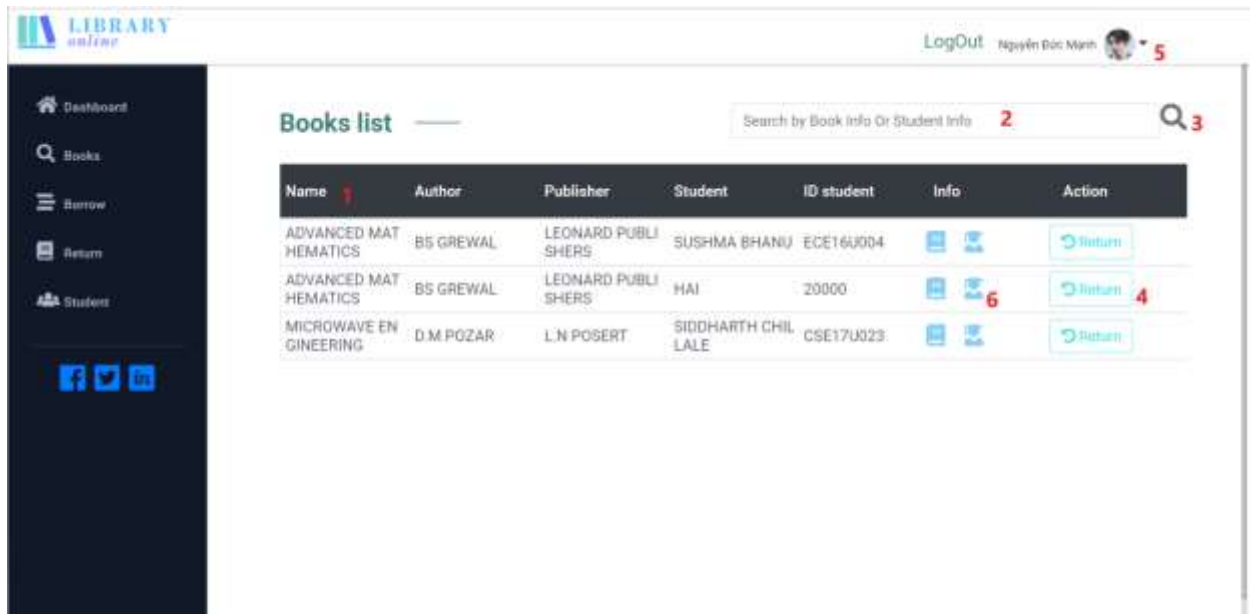 LIBRARY
online
LogOut Nguyễn Đức Mạnh 5
Dashboard
Books
Borrow
Return
Student
Books list
Search by Book Info Or Student Info 2
3
Name 1 Author Publisher Student ID student Info Action
ADVANCED MAT
HEMATICS BS GREWAL LEONARD PUBLI
SHERS SUSHMA BHANU ECE16U004 Return
ADVANCED MAT
HEMATICS BS GREWAL LEONARD PUBLI
SHERS HAI 20000 6 Return 4
MICROWAVE EN
GINEERING D.M POZAR L.N POSERT SIDDHARTH CHIL
LALE CSE17U023 Return